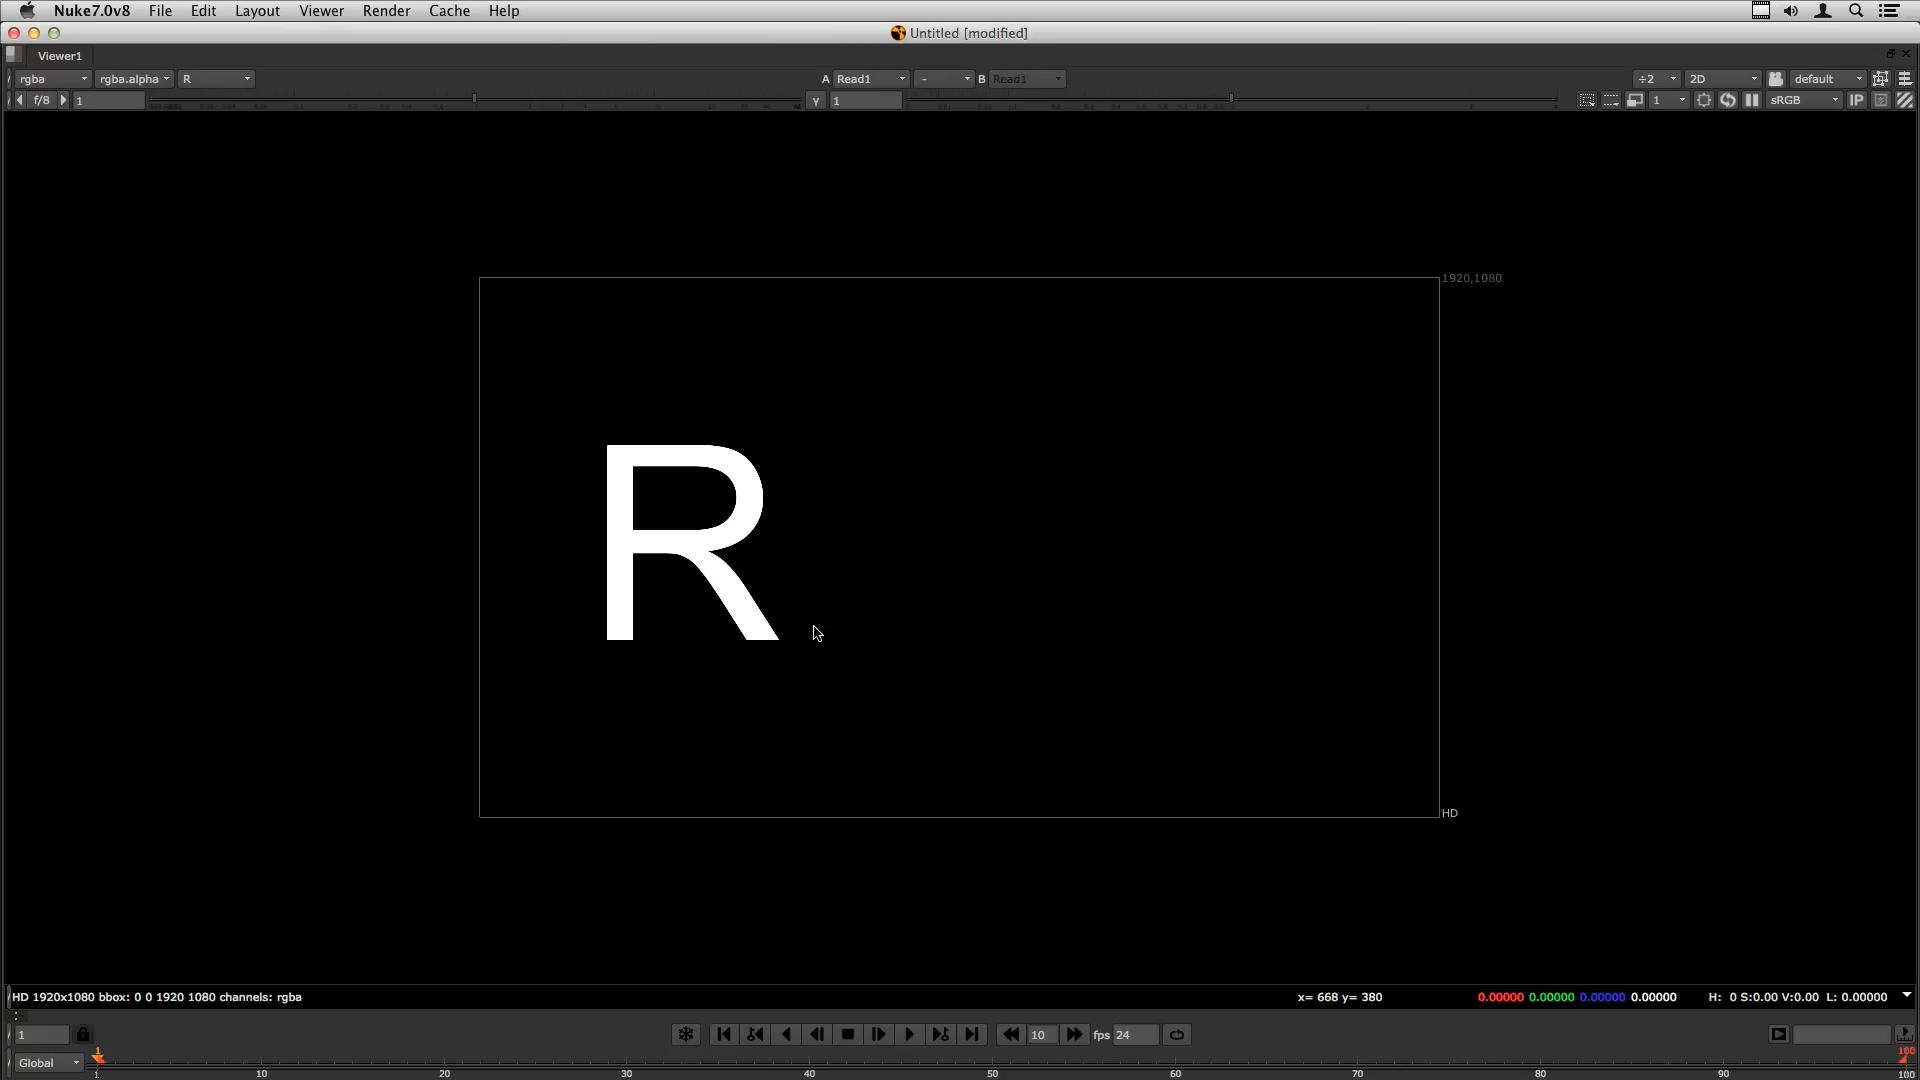 Nuke7.0v8 File Edit Layout Viewer Render Cache Help
Untitled [modified]
Viewer1
rgba rgba.alpha R A Read1 - B Read1 ÷2 2D default
f/8 1 γ 1 1 sRGB IP
1920,1080
R
HD
HD 1920x1080 bbox: 0 0 1920 1080 channels: rgba x= 668 y= 380 0.00000 0.00000 0.00000 0.00000 H: 0 S:0.00 V:0.00 L: 0.00000
1 10 fps 24
Global 1 100
1 10 20 30 40 50 60 70 80 90 100